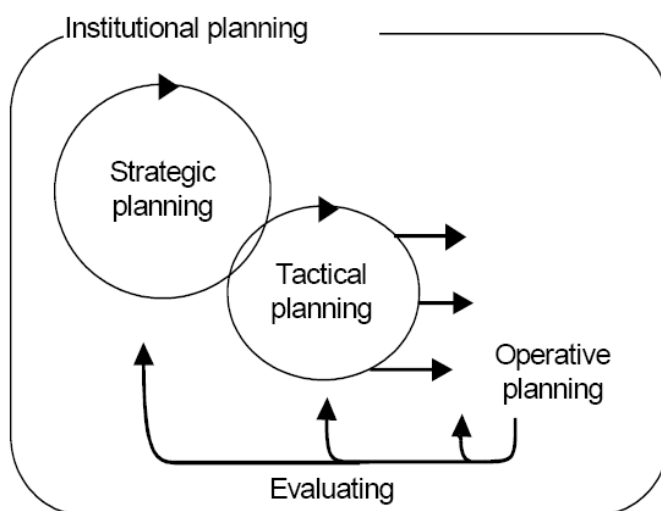 Institutional planning
Strategic
planning
Tactical
planning
Operative
planning
Evaluating